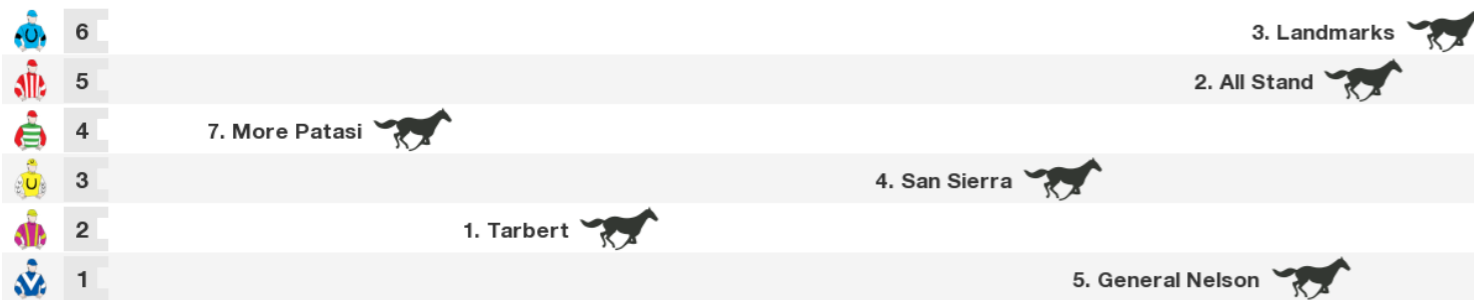 6 3. Landmarks
5 2. All Stand
4 7. More Patasi
3 4. San Sierra
2 1. Tarbert
1 5. General Nelson